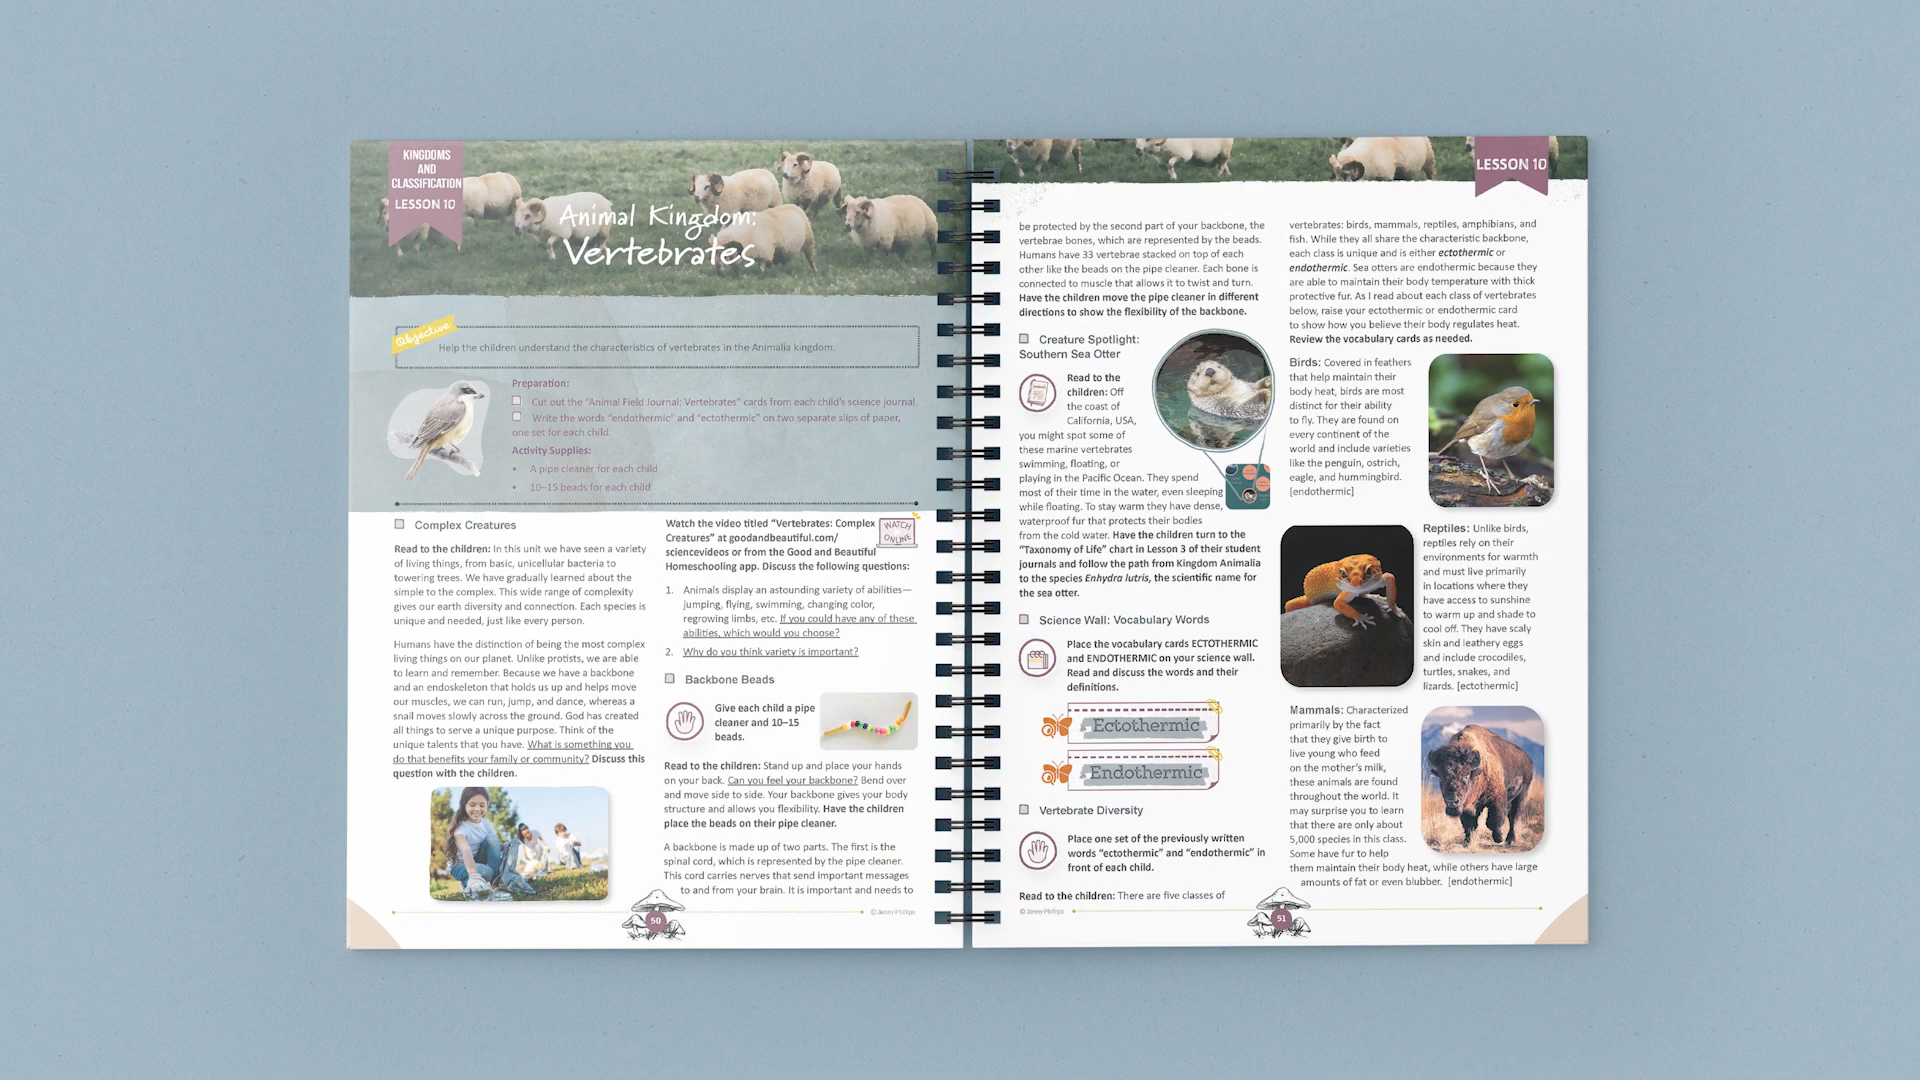 KINGDOMS
AND
CLASSIFICATION
LESSON 10
Animal Kingdom:
Vertebrates
Objective
Help the children understand the characteristics of vertebrates in the Animalia kingdom.
Preparation:
Cut out the “Animal Field Journal: Vertebrates” cards from each child’s science journal.
Write the words “endothermic” and “ectothermic” on two separate slips of paper,
one set for each child.
Activity Supplies:
• A pipe cleaner for each child
• 10–15 beads for each child
Complex Creatures
Read to the children: In this unit we have seen a variety
of living things, from basic, unicellular bacteria to
towering trees. We have gradually learned about the
simple to the complex. This wide range of complexity
gives our earth diversity and connection. Each species is
unique and needed, just like every person.
Humans have the distinction of being the most complex
living things on our planet. Unlike protists, we are able
to learn and remember. Because we have a backbone
and an endoskeleton that holds us up and helps move
our muscles, we can run, jump, and dance, whereas a
snail moves slowly across the ground. God has created
all things to serve a unique purpose. Think of the
unique talents that you have. What is something you
do that benefits your family or community? Discuss this
question with the children.
Watch the video titled “Vertebrates: Complex
Creatures” at goodandbeautiful.com/
sciencevideos or from the Good and Beautiful
Homeschooling app. Discuss the following questions:
WATCH
ONLINE
1. Animals display an astounding variety of abilities—
jumping, flying, swimming, changing color,
regrowing limbs, etc. If you could have any of these
abilities, which would you choose?
2. Why do you think variety is important?
Backbone Beads
Give each child a pipe
cleaner and 10–15
beads.
Read to the children: Stand up and place your hands
on your back. Can you feel your backbone? Bend over
and move side to side. Your backbone gives your body
structure and allows you flexibility. Have the children
place the beads on their pipe cleaner.
A backbone is made up of two parts. The first is the
spinal cord, which is represented by the pipe cleaner.
This cord carries nerves that send important messages
to and from your brain. It is important and needs to
50
© Jenny Phillips
LESSON 10
be protected by the second part of your backbone, the
vertebrae bones, which are represented by the beads.
Humans have 33 vertebrae stacked on top of each
other like the beads on the pipe cleaner. Each bone is
connected to muscle that allows it to twist and turn.
Have the children move the pipe cleaner in different
directions to show the flexibility of the backbone.
Creature Spotlight:
Southern Sea Otter
Read to the
children: Off
the coast of
California, USA,
you might spot some of
these marine vertebrates
swimming, floating, or
playing in the Pacific Ocean. They spend
most of their time in the water, even sleeping
while floating. To stay warm they have dense,
waterproof fur that protects their bodies
from the cold water. Have the children turn to the
“Taxonomy of Life” chart in Lesson 3 of their student
journals and follow the path from Kingdom Animalia
to the species Enhydra lutris, the scientific name for
the sea otter.
Science Wall: Vocabulary Words
Place the vocabulary cards ECTOTHERMIC
and ENDOTHERMIC on your science wall.
Read and discuss the words and their
definitions.
Ectothermic
Endothermic
Vertebrate Diversity
Place one set of the previously written
words “ectothermic” and “endothermic” in
front of each child.
Read to the children: There are five classes of
vertebrates: birds, mammals, reptiles, amphibians, and
fish. While they all share the characteristic backbone,
each class is unique and is either ectothermic or
endothermic. Sea otters are endothermic because they
are able to maintain their body temperature with thick
protective fur. As I read about each class of vertebrates
below, raise your ectothermic or endothermic card
to show how you believe their body regulates heat.
Review the vocabulary cards as needed.
Birds: Covered in feathers
that help maintain their
body heat, birds are most
distinct for their ability
to fly. They are found on
every continent of the
world and include varieties
like the penguin, ostrich,
eagle, and hummingbird.
[endothermic]
Reptiles: Unlike birds,
reptiles rely on their
environments for warmth
and must live primarily
in locations where they
have access to sunshine
to warm up and shade to
cool off. They have scaly
skin and leathery eggs
and include crocodiles,
turtles, snakes, and
lizards. [ectothermic]
Mammals: Characterized
primarily by the fact
that they give birth to
live young who feed
on the mother’s milk,
these animals are found
throughout the world. It
may surprise you to learn
that there are only about
5,000 species in this class.
Some have fur to help
them maintain their body heat, while others have large
amounts of fat or even blubber. [endothermic]
© Jenny Phillips
51